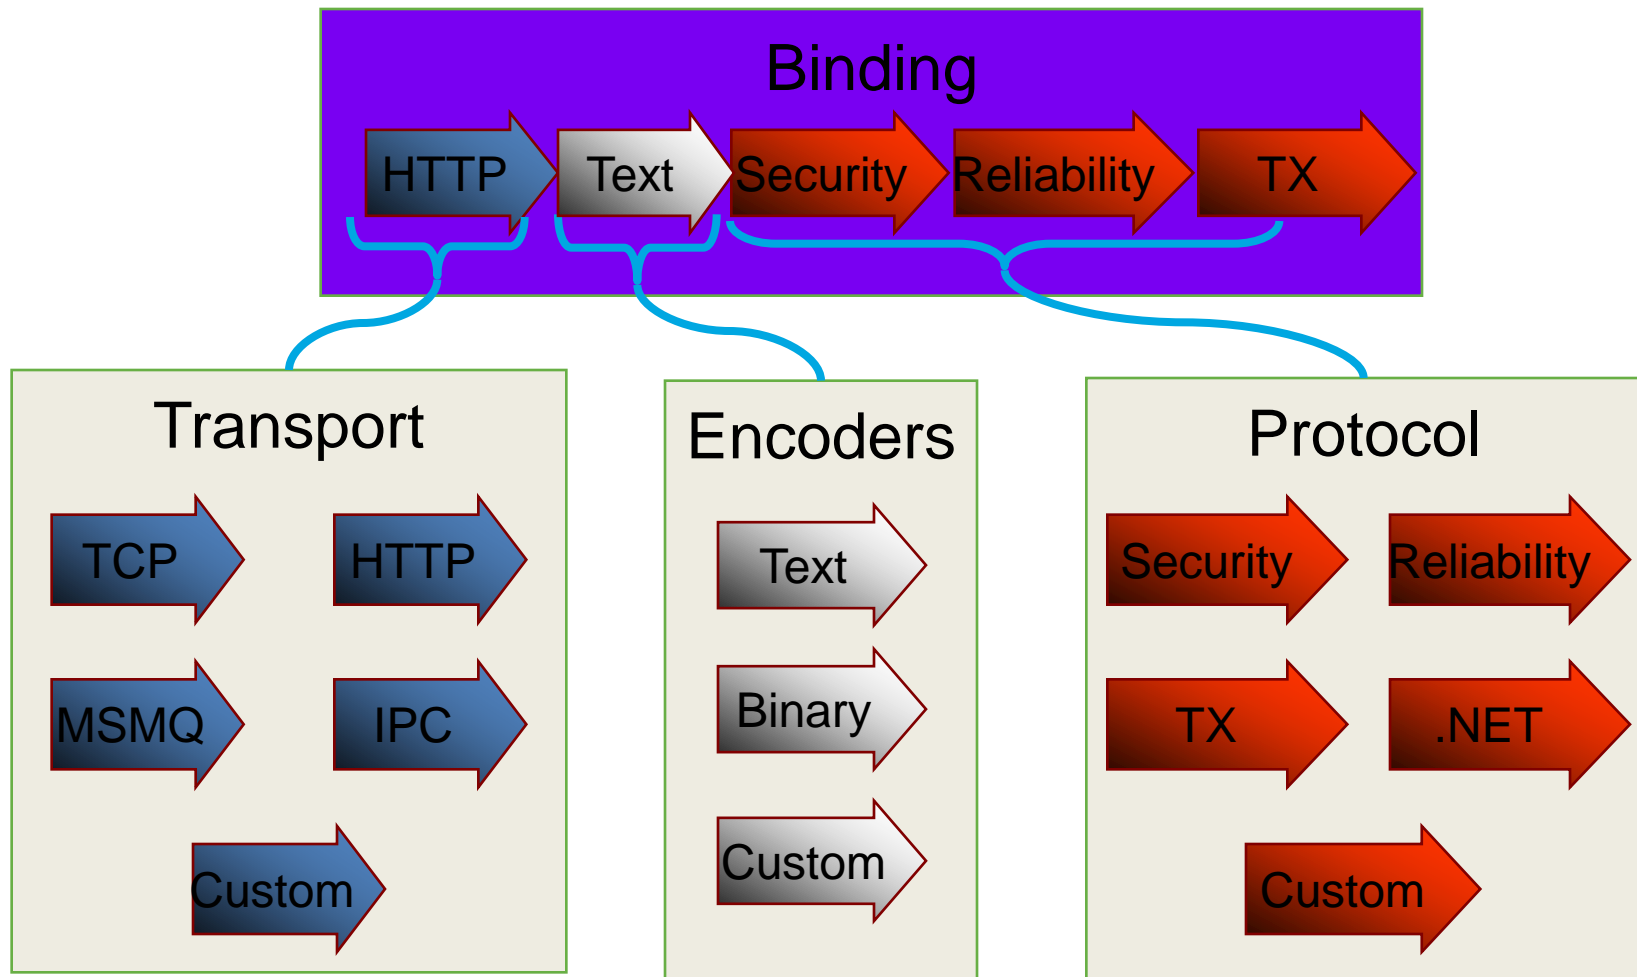 Binding
HTTP Text Security Reliability TX
Transport
TCP HTTP
MSMQ IPC
Custom
Encoders
Text
Binary
Custom
Protocol
Security Reliability
TX .NET
Custom